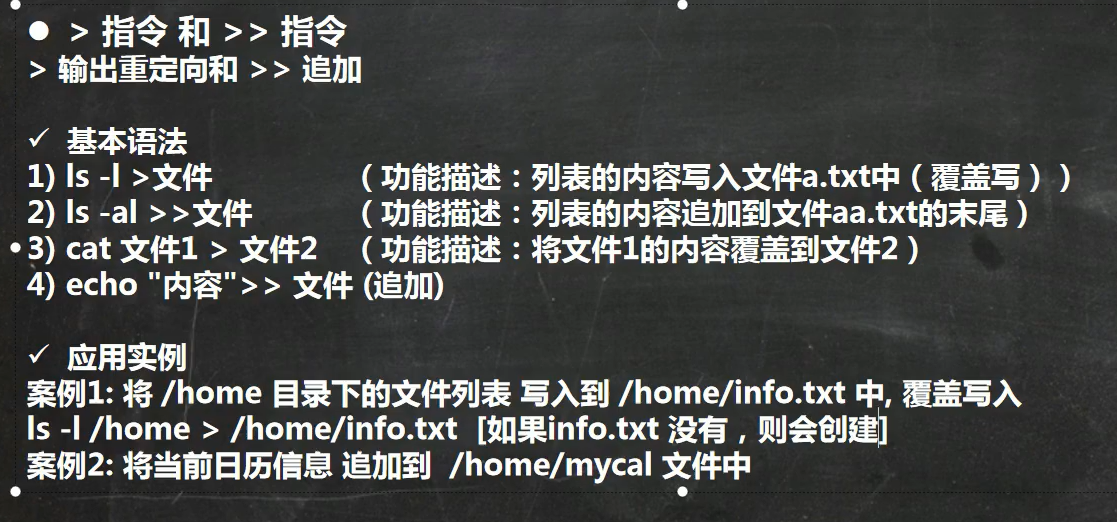 ● > 指令 和 >> 指令
> 输出重定向和 >> 追加
✓ 基本语法
1) ls -l >文件 （功能描述：列表的内容写入文件a.txt中（覆盖写））
2) ls -al >>文件 （功能描述：列表的内容追加到文件aa.txt的末尾）
3) cat 文件1 > 文件2 （功能描述：将文件1的内容覆盖到文件2）
4) echo "内容">> 文件 (追加)
✓ 应用实例
案例1: 将 /home 目录下的文件列表 写入到 /home/info.txt 中, 覆盖写入
ls -l /home > /home/info.txt [如果info.txt 没有，则会创建]
案例2: 将当前日历信息 追加到 /home/mycal 文件中